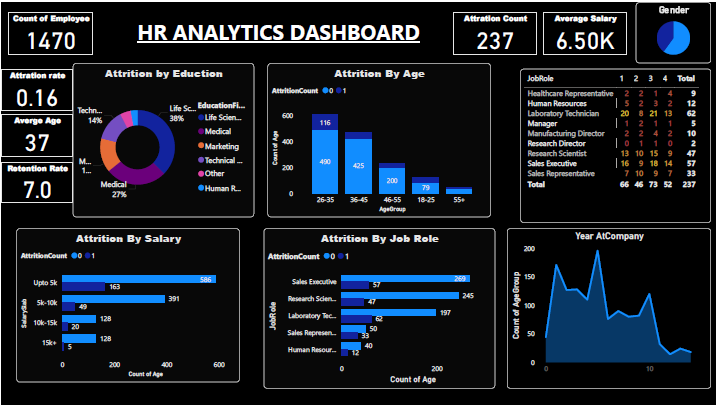 Count of Employee
1470
HR ANALYTICS DASHBOARD
Attration Count
237
Average Salary
6.50K
Gender
Attration rate
0.16
Averge Age
37
Retention Rate
7.0
Attrition by Eduction
Techn...
14%
Life Sc...
38%
M...
1...
Medical
27%
EducationFi...
Life Scien...
Medical
Marketing
Technical ...
Other
Human R...
Attrition By Age
AttritionCount 0 1
Count of Age
600
400
200
0
116
490
425
200
79
26-35 36-45 46-55 18-25 55+
AgeGroup
JobRole 1 2 3 4 Total
Healthcare Representative 2 2 1 4 9
Human Resources 5 2 3 2 12
Laboratory Technician 20 8 21 13 62
Manager 1 2 1 1 5
Manufacturing Director 2 2 4 2 10
Research Director 0 1 1 0 2
Research Scientist 13 10 15 9 47
Sales Executive 16 9 18 14 57
Sales Representative 7 10 9 7 33
Total 66 46 73 52 237
Attrition By Salary
AttritionCount 0 1
SalarySlab
Upto 5k 586
163
5k-10k 391
49
10k-15k 128
20
15k+ 128
5
0 200 400 600
Count of Age
Attrition By Job Role
AttritionCount 0 1
JobRole
Sales Executive 269
57
Research Scien... 245
47
Laboratory Tec... 197
62
Sales Represen... 50
33
Human Resour... 40
12
0 200
Count of Age
Year AtCompany
Count of AgeGroup
200
150
100
50
0
0 10